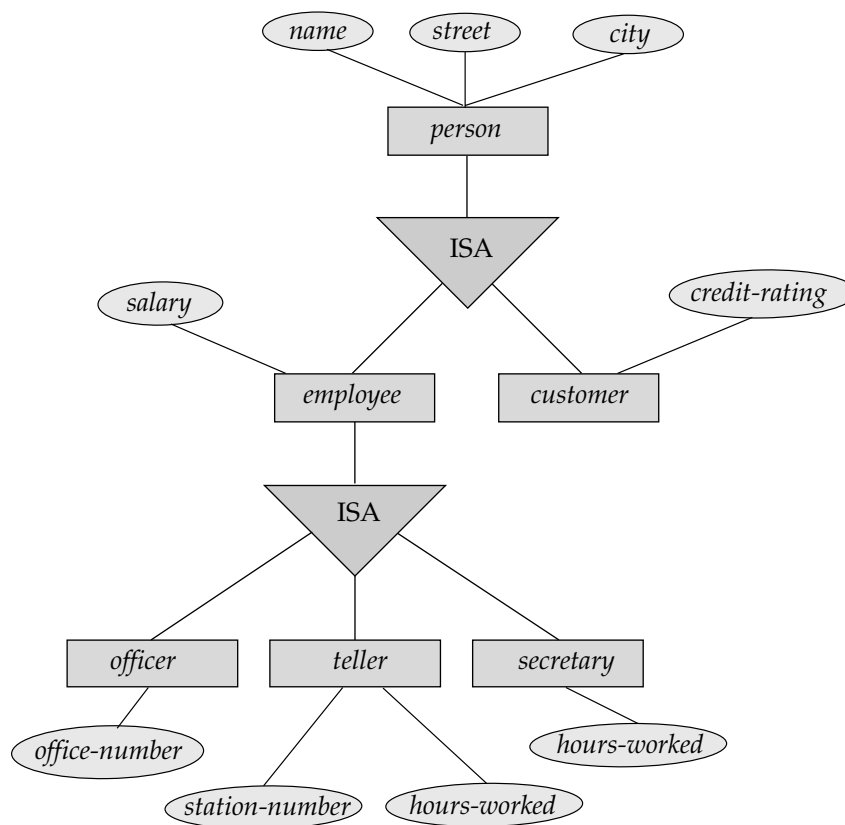 name
street
city
person
ISA
salary
credit-rating
employee
customer
ISA
officer
teller
secretary
office-number
hours-worked
station-number
hours-worked